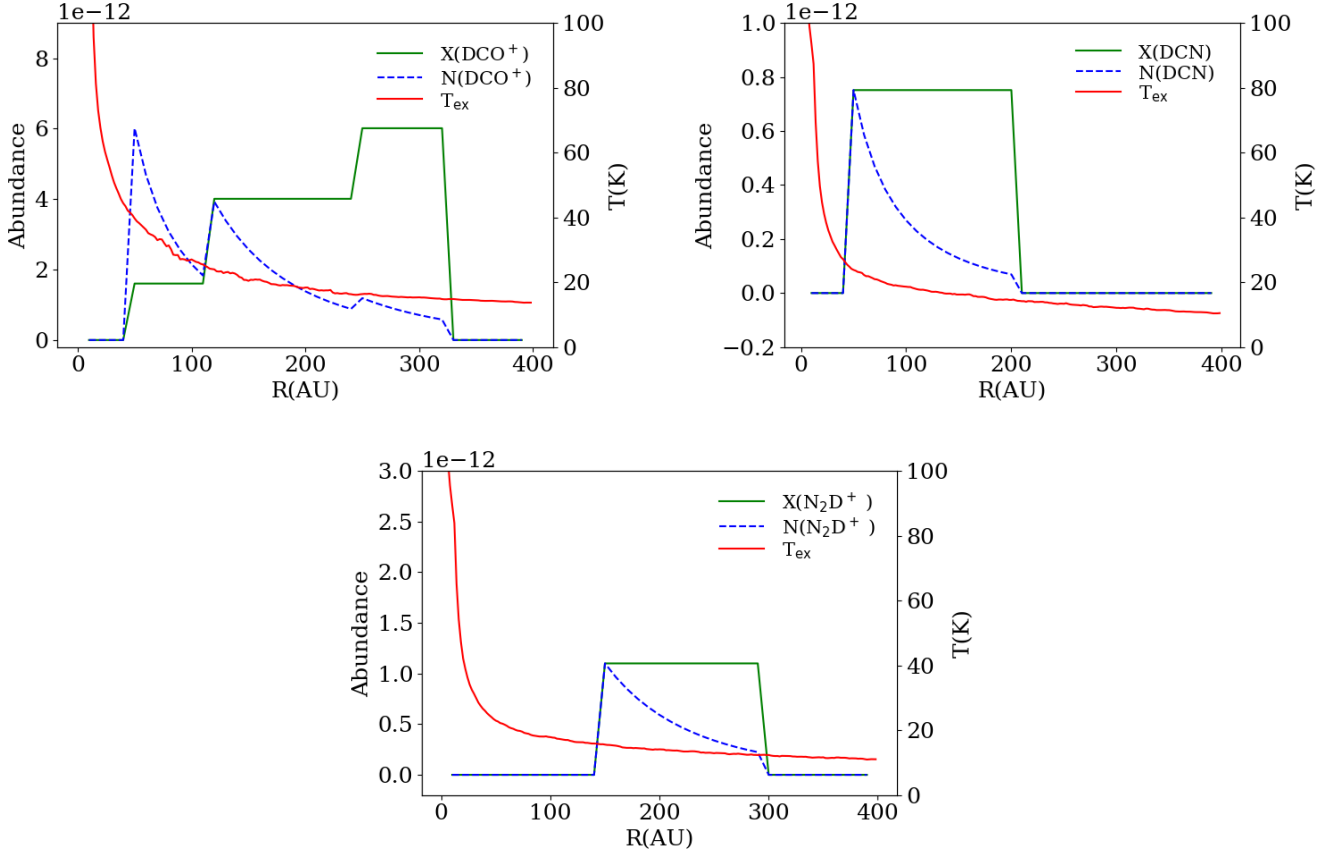 1e−12
X(DCO+)
N(DCO+)
Tex
Abundance
8
6
4
2
0
100
80
60
40
20
0
T(K)
0 100 200 300 400
R(AU)
1e−12
X(DCN)
N(DCN)
Tex
Abundance
1.0
0.8
0.6
0.4
0.2
0.0
−0.2
100
80
60
40
20
0
T(K)
0 100 200 300 400
R(AU)
1e−12
X(N2D+ )
N(N2D+ )
Tex
Abundance
3.0
2.5
2.0
1.5
1.0
0.5
0.0
100
80
60
40
20
0
T(K)
0 100 200 300 400
R(AU)